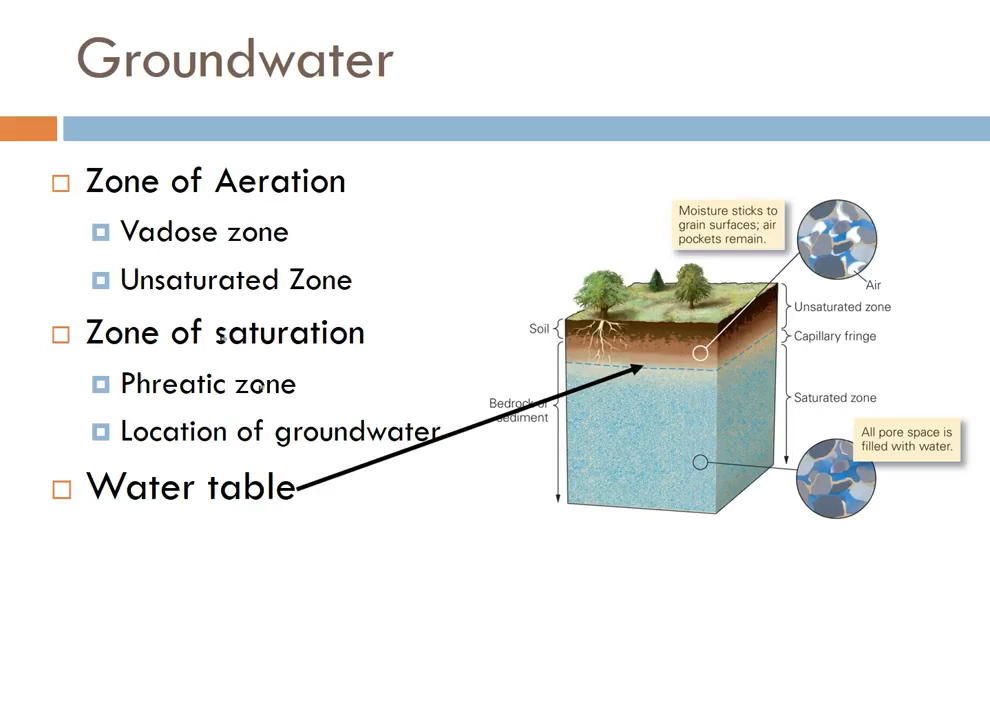 Groundwater
Zone of Aeration
Vadose zone
Unsaturated Zone
Zone of saturation
Phreatic zone
Location of groundwater
Water table
Moisture sticks to
grain surfaces; air
pockets remain.
Air
Unsaturated zone
Soil
Capillary fringe
Saturated zone
Bedrock or
sediment
All pore space is
filled with water.